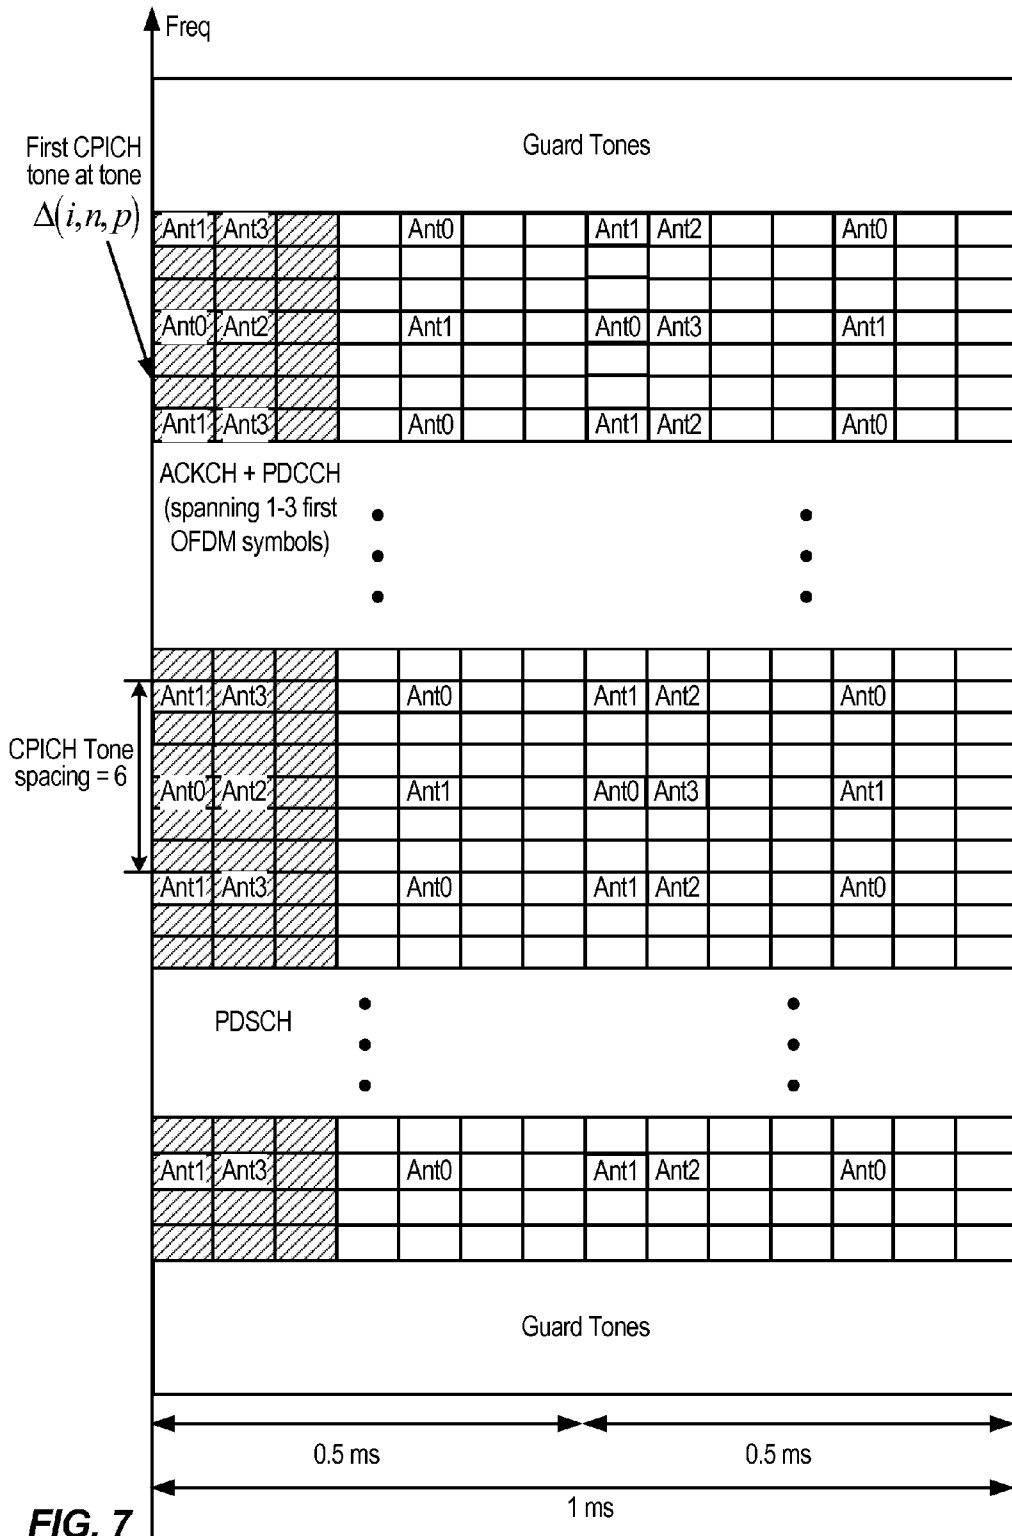 Freq
Guard Tones
First CPICH
tone at tone
Δ(i,n,p)
Ant1 Ant3 Ant0 Ant1 Ant2 Ant0
Ant0 Ant2 Ant1 Ant0 Ant3 Ant1
Ant1 Ant3 Ant0 Ant1 Ant2 Ant0
ACKCH + PDCCH
(spanning 1-3 first
OFDM symbols)
Ant1 Ant3 Ant0 Ant1 Ant2 Ant0
CPICH Tone
spacing = 6
Ant0 Ant2 Ant1 Ant0 Ant3 Ant1
Ant1 Ant3 Ant0 Ant1 Ant2 Ant0
PDSCH
Ant1 Ant3 Ant0 Ant1 Ant2 Ant0
Guard Tones
0.5 ms 0.5 ms
1 ms
FIG. 7